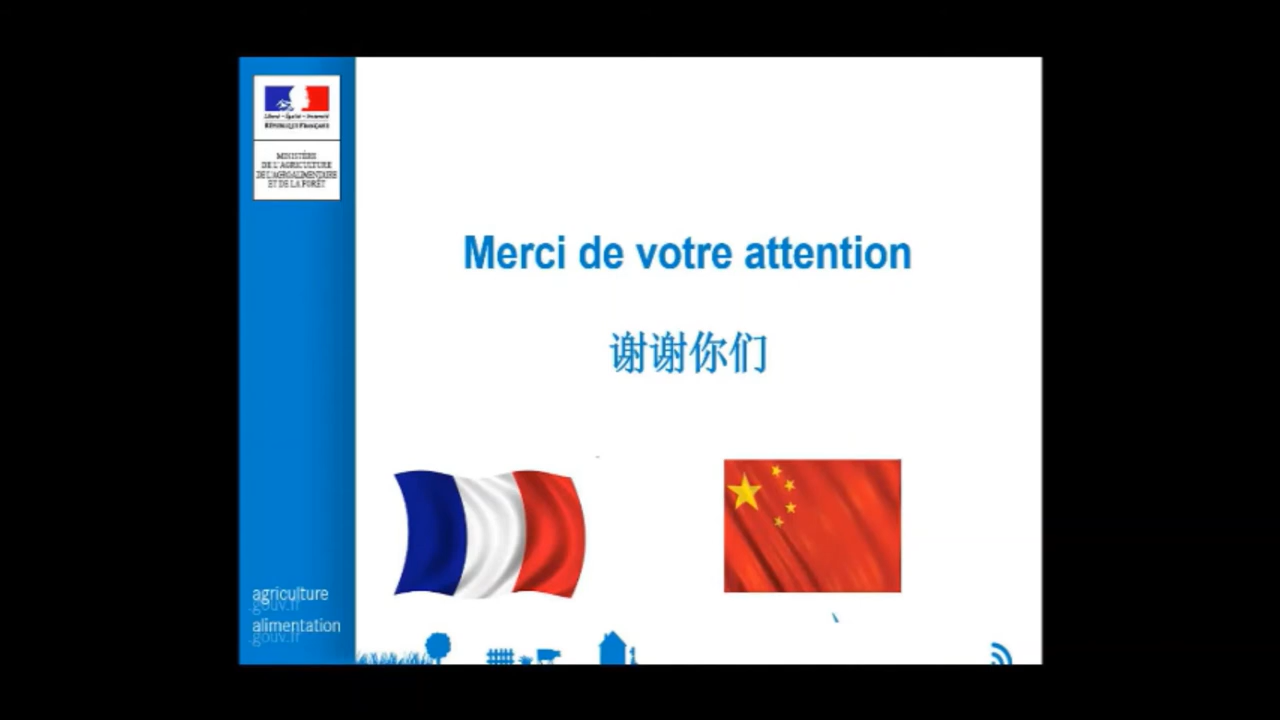 Liberté • Égalité • Fraternité
RÉPUBLIQUE FRANÇAISE
MINISTÈRE
DE L'AGRICULTURE
DE L'AGROALIMENTAIRE
ET DE LA FORÊT
Merci de votre attention
谢谢你们
agriculture
.gouv.fr
alimentation
.gouv.fr